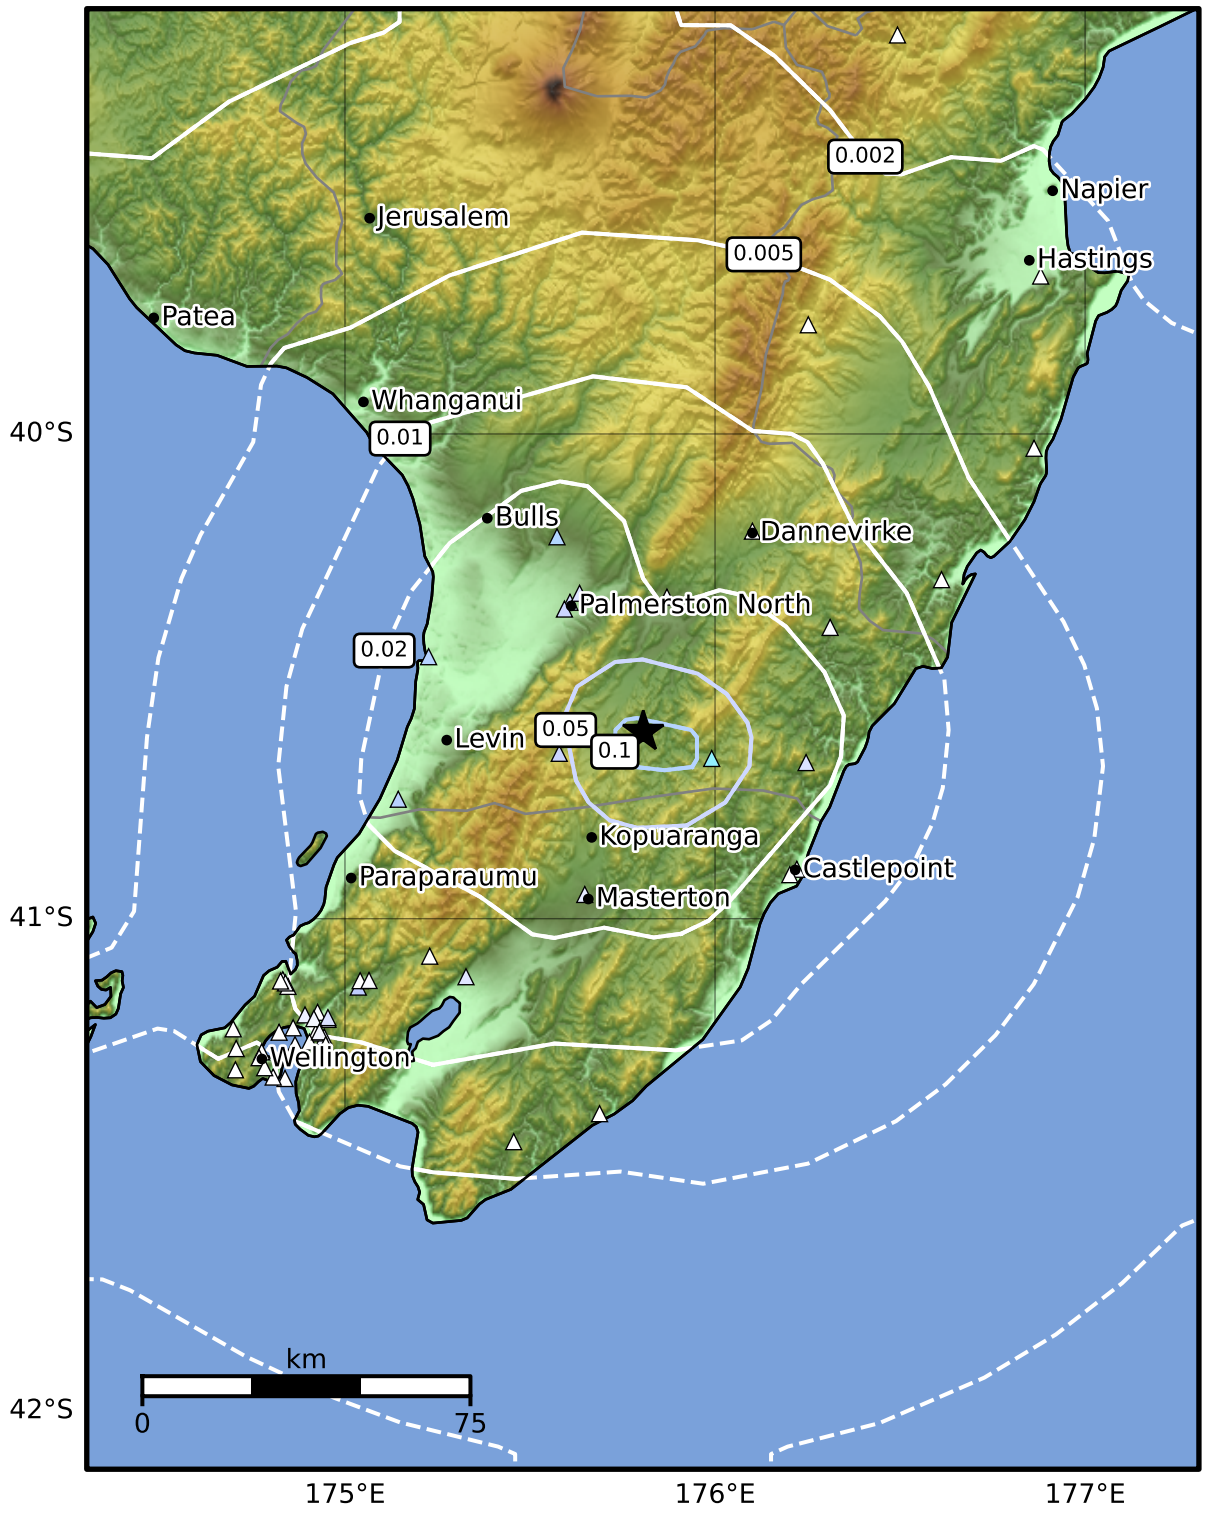 0.002
Napier
Jerusalem
0.005
Hastings
Patea
Whanganui
40°S
0.01
Bulls
Dannevirke
Palmerston North
0.02
0.05
Levin
0.1
Kopuaranga
Castlepoint
Paraparaumu
Masterton
41°S
Wellington
km
0
75
42°S
175°E
176°E
177°E